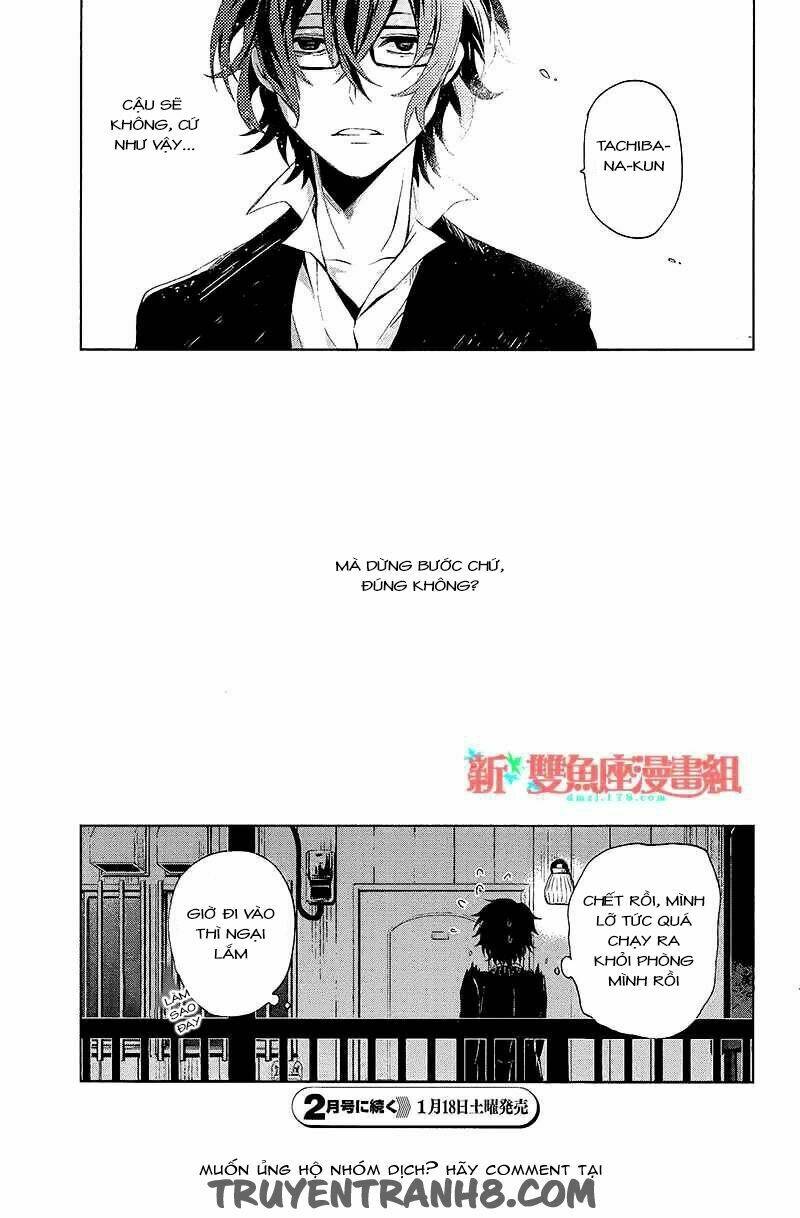 TACHIBA-
NA-KUN
CẬU SẼ
KHÔNG, CỨ
NHƯ VẬY...
MÀ DỪNG BƯỚC CHỨ,
ĐÚNG KHÔNG?
新雙魚座漫畫組
dmzj.178.com
CHẾT RỒI, MÌNH
LỠ TỨC QUÁ
CHẠY RA
KHỎI PHÒNG
MÌNH RỒI
GIỜ ĐI VÀO
THÌ NGẠI
LẮM
LÀM
SAO
ĐÂY
2月号に続く》》1月18日土曜発売
MUỐN ỦNG HỘ NHÓM DỊCH? HÃY COMMENT TẠI
TRUYENTRANH8.COM